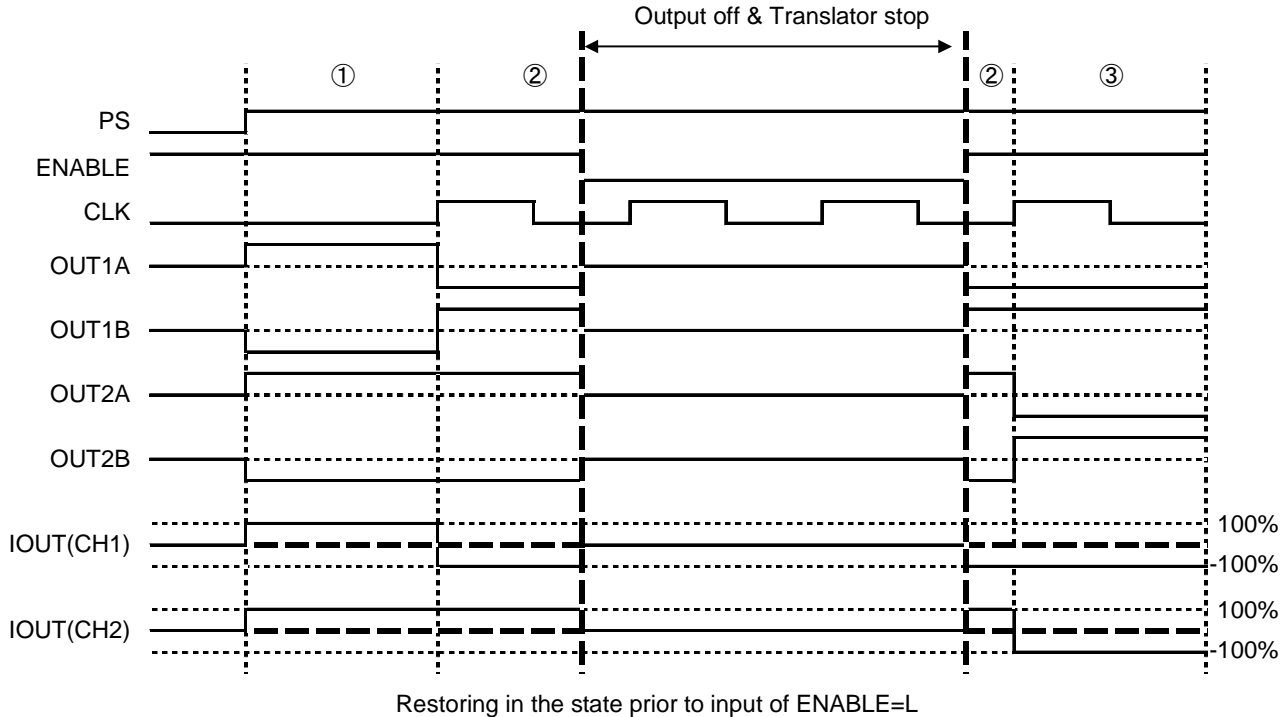 Output off & Translator stop
① ② ② ③
PS
ENABLE
CLK
OUT1A
OUT1B
OUT2A
OUT2B
100%
IOUT(CH1)
-100%
100%
IOUT(CH2)
-100%
Restoring in the state prior to input of ENABLE=L